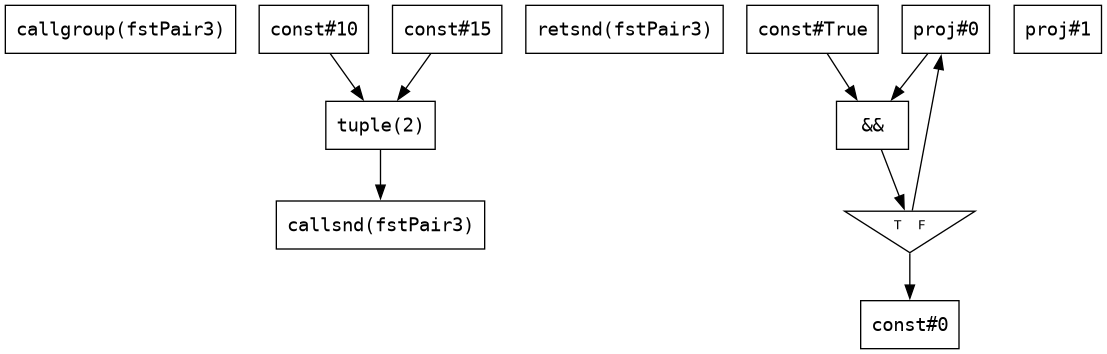 callgroup(fstPair3)
const#10
const#15
retsnd(fstPair3)
const#True
proj#0
proj#1
tuple(2)
&&
callsnd(fstPair3)
T F
const#0